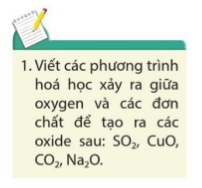 1. Viết các phương trình
hoá học xảy ra giữa
oxygen và các đơn
chất để tạo ra các
oxide sau: SO₂, CuO,
CO₂, Na₂O.